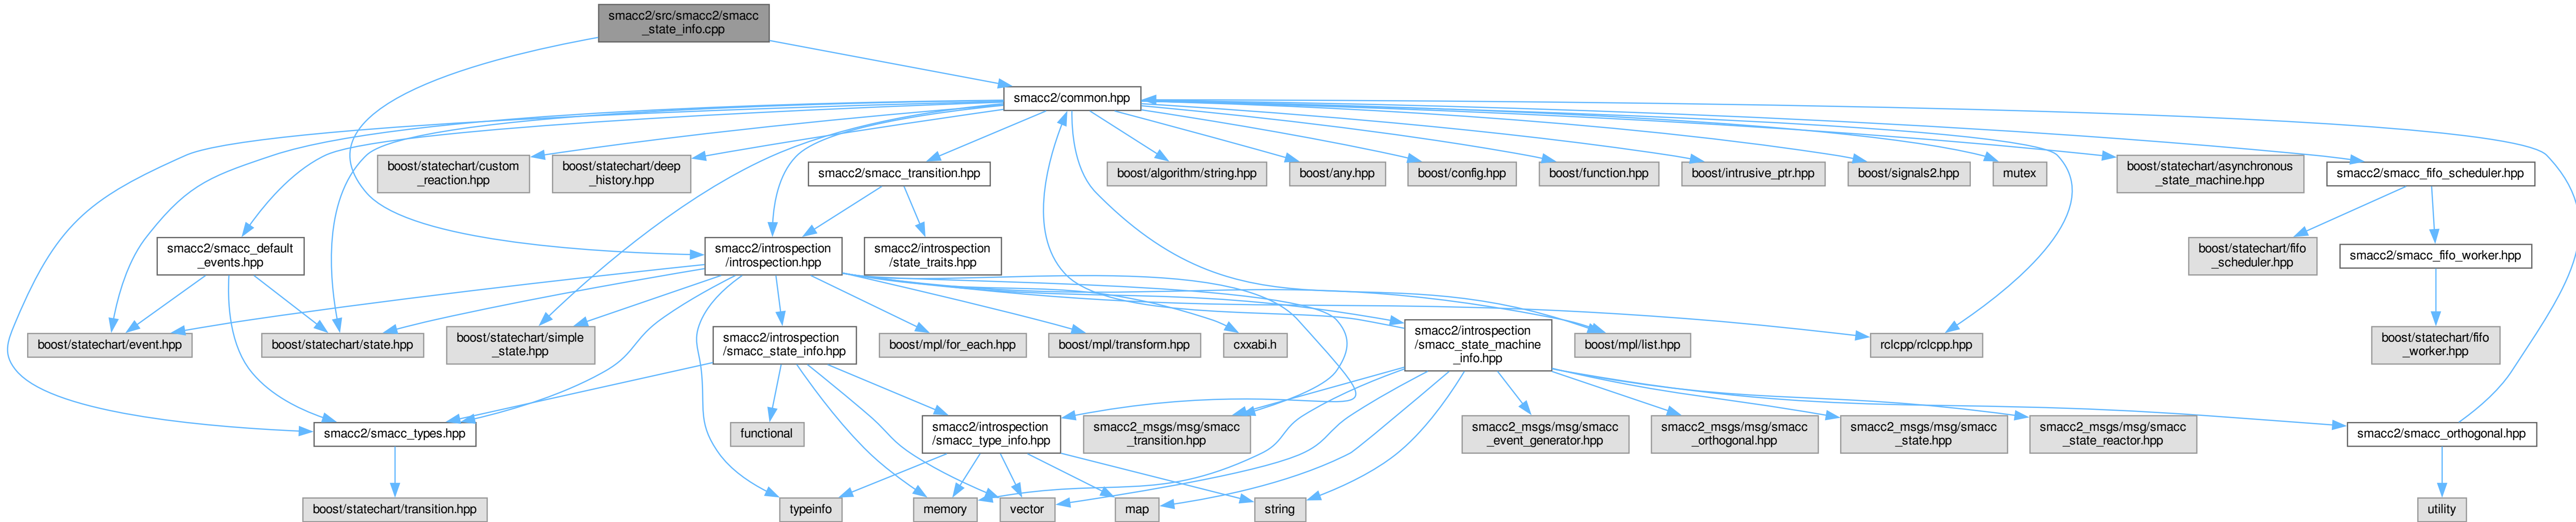 smacc2/src/smacc2/smacc
_state_info.cpp
smacc2/common.hpp
boost/statechart/custom
_reaction.hpp
boost/statechart/deep
_history.hpp
smacc2/smacc_transition.hpp
boost/algorithm/string.hpp
boost/any.hpp
boost/config.hpp
boost/function.hpp
boost/intrusive_ptr.hpp
boost/signals2.hpp
mutex
boost/statechart/asynchronous
_state_machine.hpp
smacc2/smacc_fifo_scheduler.hpp
smacc2/smacc_default
_events.hpp
smacc2/introspection
/introspection.hpp
smacc2/introspection
/state_traits.hpp
boost/statechart/fifo
_scheduler.hpp
smacc2/smacc_fifo_worker.hpp
boost/statechart/event.hpp
boost/statechart/state.hpp
boost/statechart/simple
_state.hpp
smacc2/introspection
/smacc_state_info.hpp
boost/mpl/for_each.hpp
boost/mpl/transform.hpp
cxxabi.h
smacc2/introspection
/smacc_state_machine
_info.hpp
boost/mpl/list.hpp
rclcpp/rclcpp.hpp
boost/statechart/fifo
_worker.hpp
smacc2/smacc_types.hpp
functional
smacc2/introspection
/smacc_type_info.hpp
smacc2_msgs/msg/smacc
_transition.hpp
smacc2_msgs/msg/smacc
_event_generator.hpp
smacc2_msgs/msg/smacc
_orthogonal.hpp
smacc2_msgs/msg/smacc
_state.hpp
smacc2_msgs/msg/smacc
_state_reactor.hpp
smacc2/smacc_orthogonal.hpp
boost/statechart/transition.hpp
typeinfo
memory
vector
map
string
utility